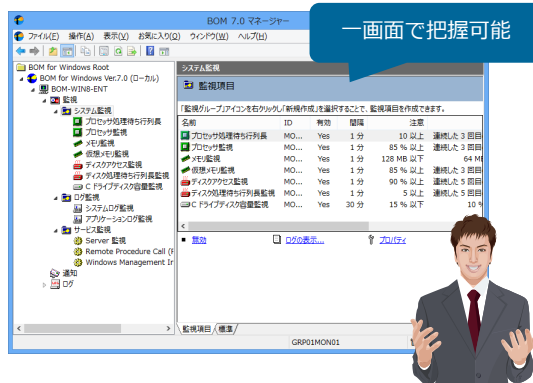 BOM 7.0 マネージャー
一画面で把握可能
ファイル(F) 操作(A) 表示(V) お気に入り(O) ウィンドウ(W) ヘルプ(H)
BOM for Windows Root
BOM for Windows Ver.7.0 (ローカル)
BOM-WIN8-ENT
監視
システム監視
プロセッサ処理待ち行列長
プロセッサ監視
メモリ監視
仮想メモリ監視
ディスクアクセス監視
ディスク処理待ち行列長監視
C ドライブディスク容量監視
ログ監視
システムログ監視
アプリケーションログ監視
サービス監視
Server 監視
Remote Procedure Call (F
Windows Management Ir
通知
ログ
システム監視
監視項目
「監視グループ」アイコンを右クリックし「新規作成」を選択することで、監視項目を作成できます。
名前 ID 有効 間隔 注意
プロセッサ処理待ち行列長 MO... Yes 1 分 10 以上 連続した 3 回目
プロセッサ監視 MO... Yes 1 分 85 % 以上 連続した 3 回目
メモリ監視 MO... Yes 1 分 128 MB 以下 64 M
仮想メモリ監視 MO... Yes 1 分 85 % 以上 連続した 3 回目
ディスクアクセス監視 MO... Yes 1 分 90 % 以上 連続した 5 回目
ディスク処理待ち行列長監視 MO... Yes 1 分 5 以上 連続した 5 回目
C ドライブディスク容量監視 MO... Yes 30 分 15 % 以下 10 %
無効 ログの表示... プロパティ
監視項目 標準
GRP01MON01